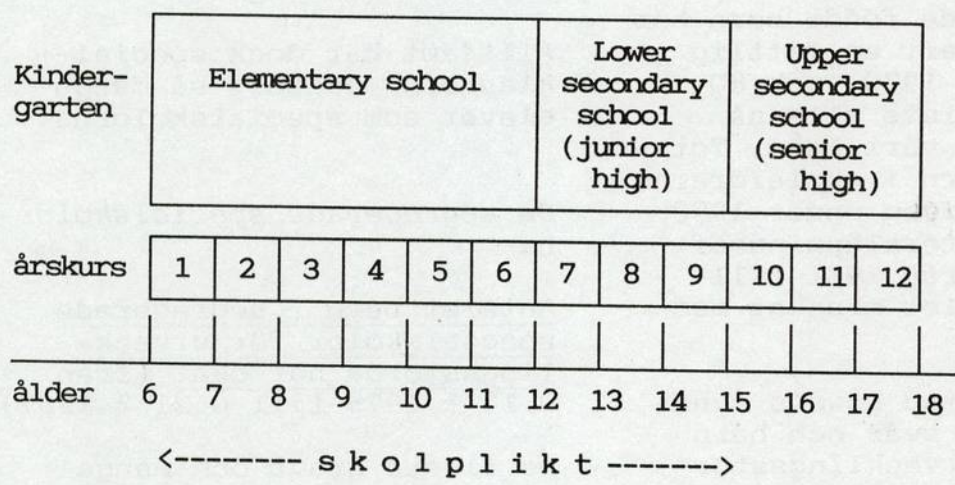 Kinder-
garten
Elementary school
Lower
secondary
school
(junior
high)
Upper
secondary
school
(senior
high)
årskurs 1 2 3 4 5 6 7 8 9 10 11 12
ålder 6 7 8 9 10 11 12 13 14 15 16 17 18
<-------- skolplikt ------->